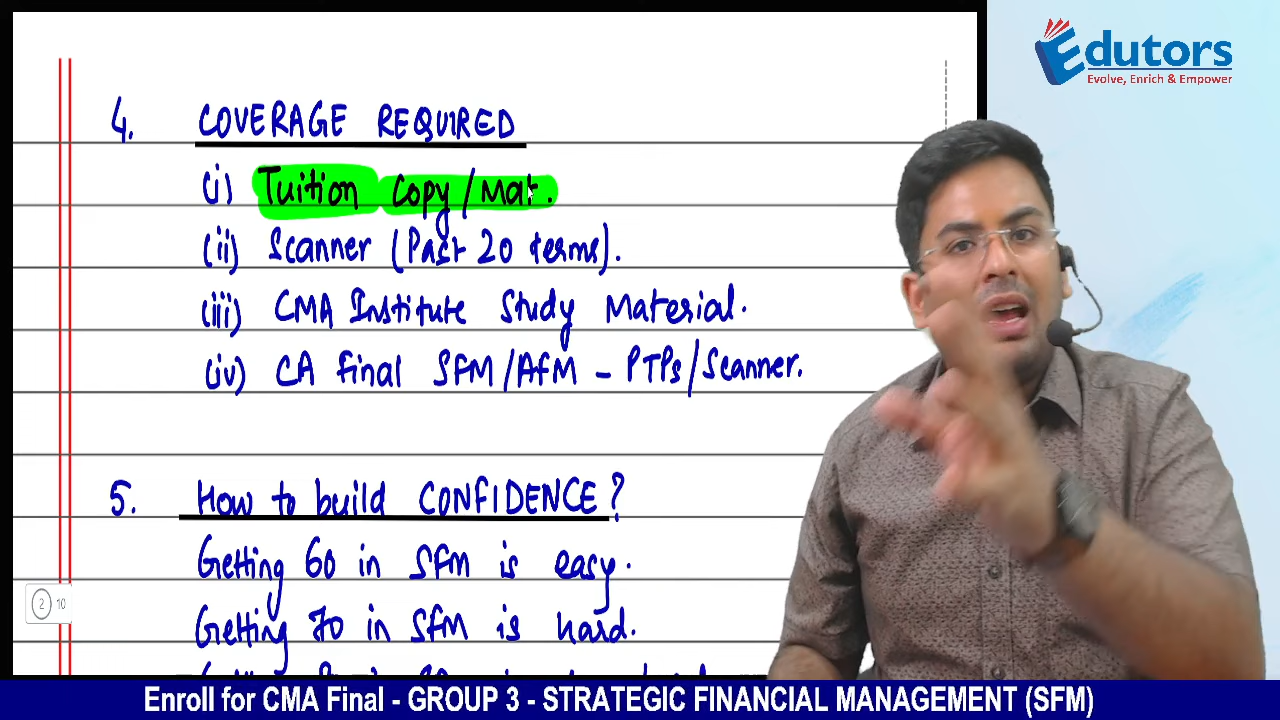 Edutors
Evolve, Enrich & Empower
4. COVERAGE REQUIRED
(i) Tuition Copy/Mat.
(ii) Scanner (Past 20 terms).
(iii) CMA Institute Study Material.
(iv) CA Final SFM/AFM - PTPs/Scanner.
5. How to build CONFIDENCE?
Getting 60 in SFM is easy.
Getting 70 in SFM is hard.
2 10
Enroll for CMA Final - GROUP 3 - STRATEGIC FINANCIAL MANAGEMENT (SFM)